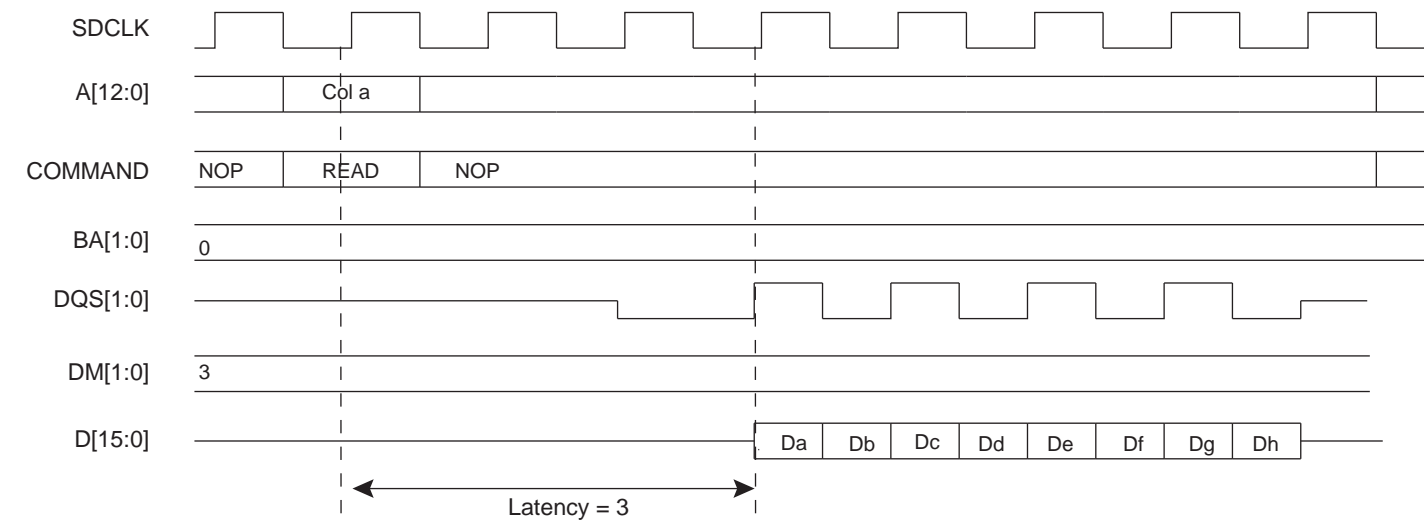 SDCLK
A[12:0] Col a
COMMAND NOP READ NOP
BA[1:0] 0
DQS[1:0]
DM[1:0] 3
D[15:0] Da Db Dc Dd De Df Dg Dh
Latency = 3